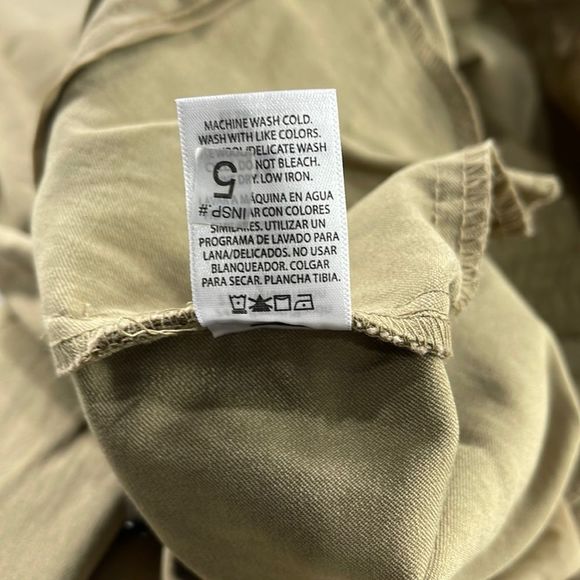 MACHINE WASH COLD.
WASH WITH LIKE COLORS.
/DELICATE WASH
DO NOT BLEACH.
DRY. LOW IRON.
5
INSP.#
MÁQUINA EN AGUA
CON COLORES
SIMILARES. UTILIZAR UN
PROGRAMA DE LAVADO PARA
LANA/DELICADOS. NO USAR
BLANQUEADOR. COLGAR
PARA SECAR. PLANCHA TIBIA.